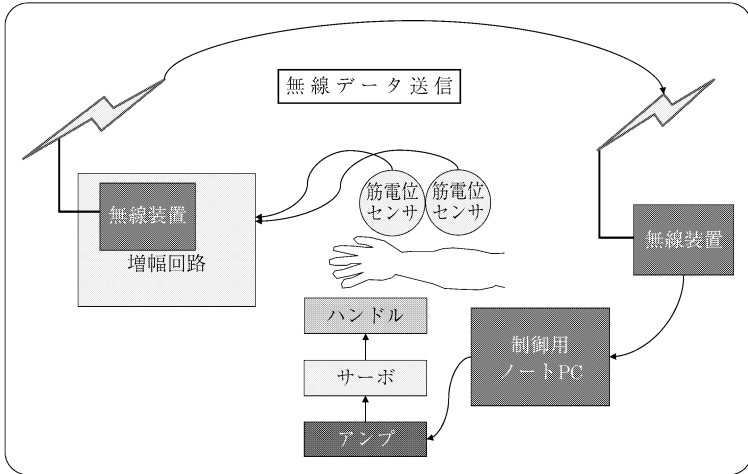 無線データ送信
筋電位
センサ
筋電位
センサ
無線装置
増幅回路
無線装置
ハンドル
サーボ
アンプ
制御用
ノートPC